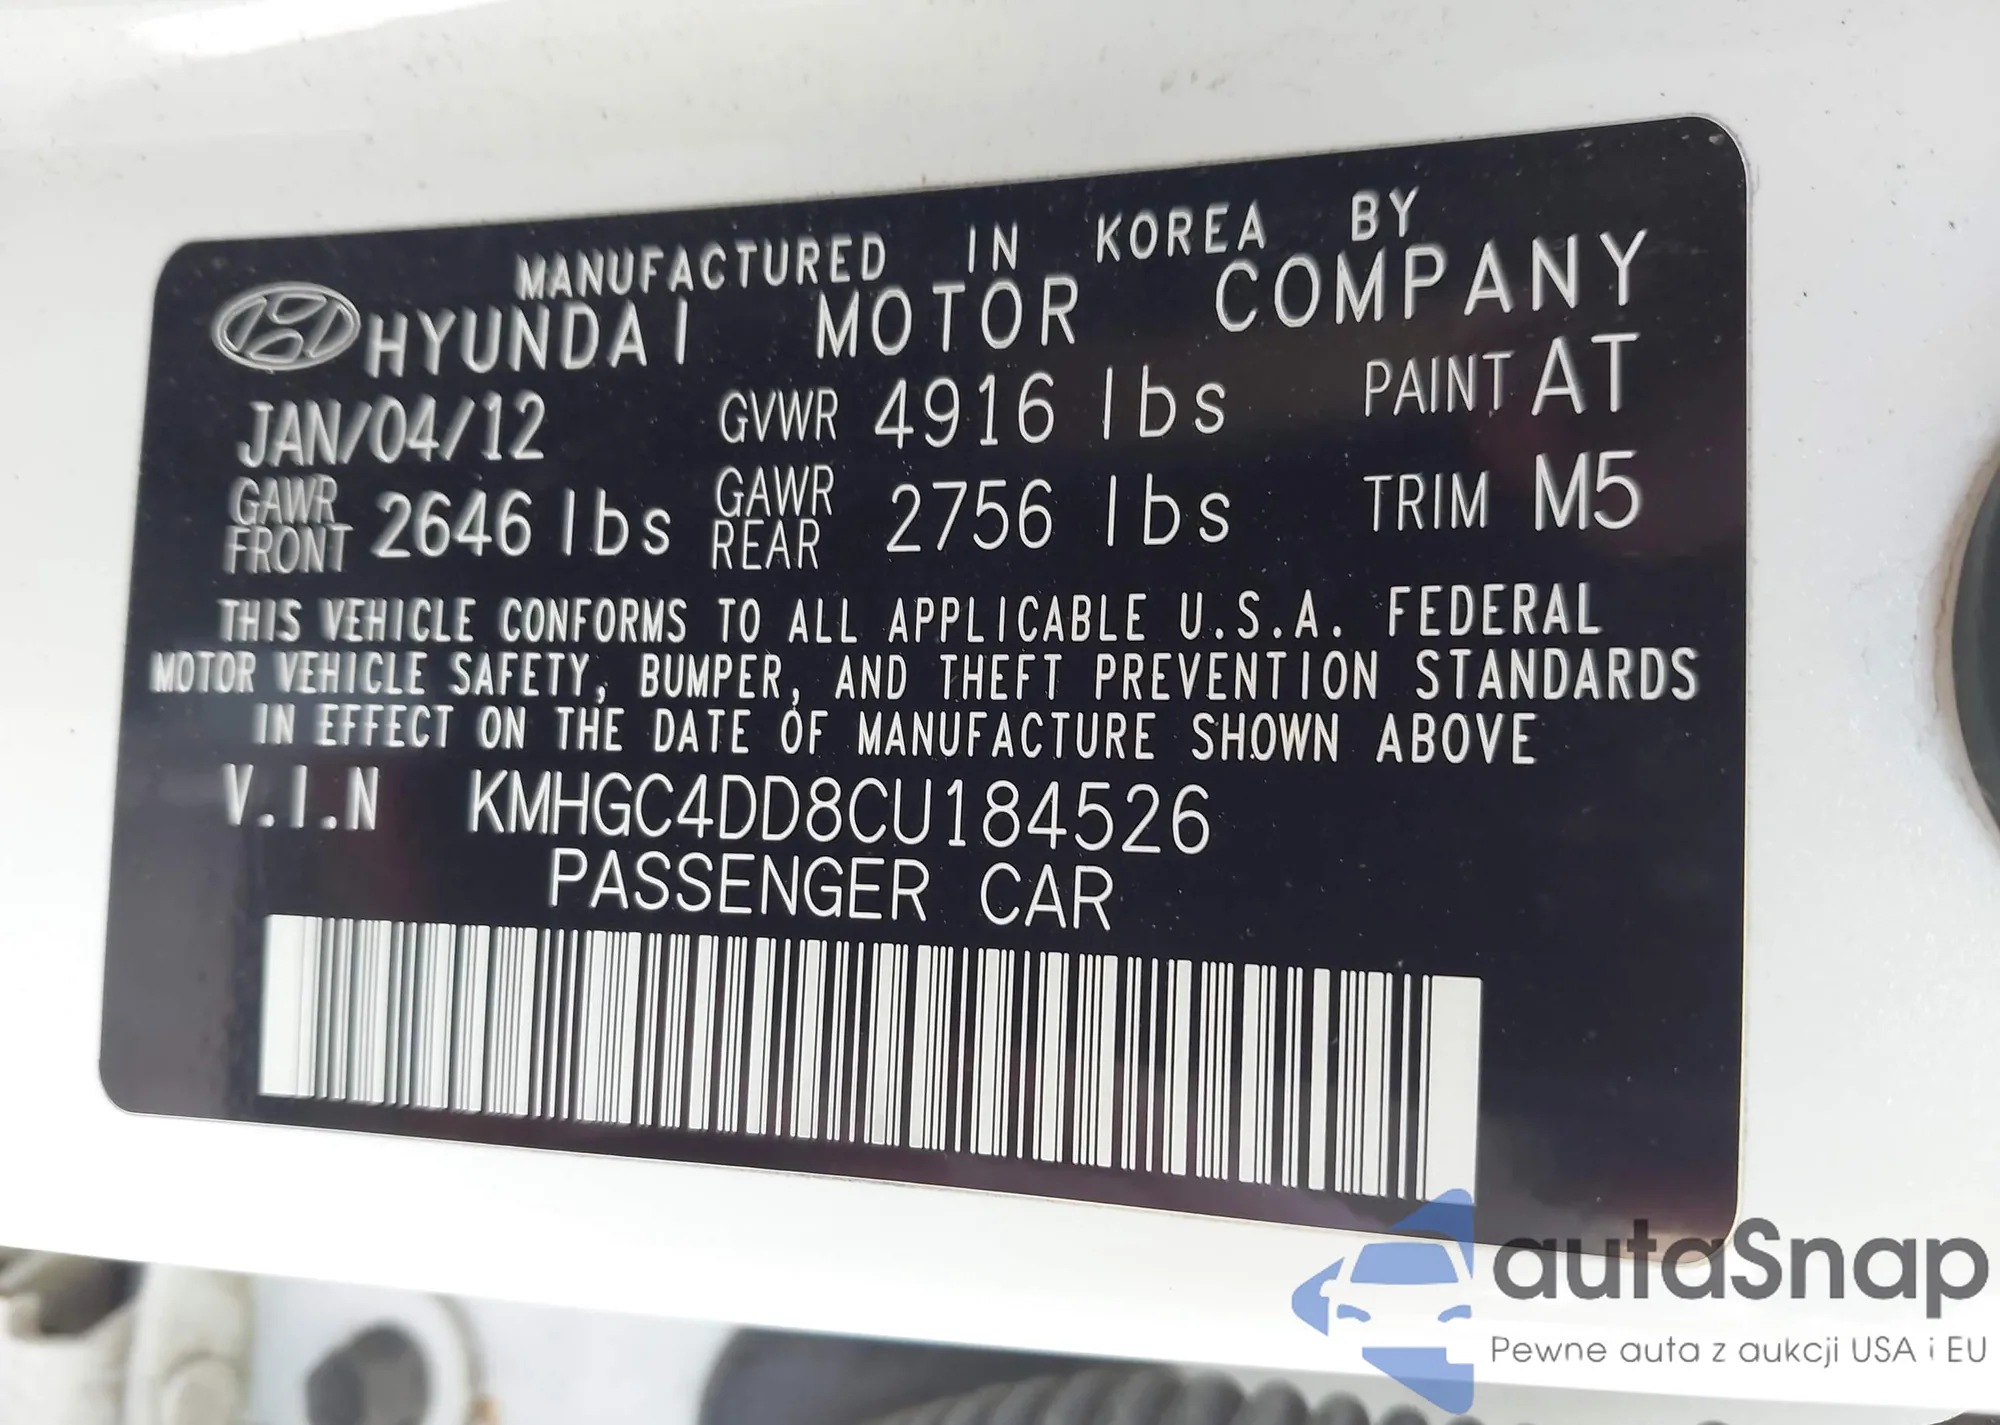 MANUFACTURED IN KOREA BY
HYUNDAI MOTOR COMPANY
JAN/04/12 GVWR 4916 lbs PAINT AT
GAWR FRONT 2646 lbs GAWR REAR 2756 lbs TRIM M5
THIS VEHICLE CONFORMS TO ALL APPLICABLE U.S.A. FEDERAL
MOTOR VEHICLE SAFETY, BUMPER, AND THEFT PREVENTION STANDARDS
IN EFFECT ON THE DATE OF MANUFACTURE SHOWN ABOVE
V.I.N KMHGC4DD8CU184526
PASSENGER CAR
autaSnap
Pewne auta z aukcji USA i EU